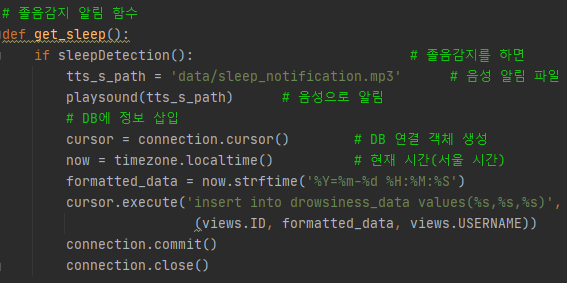 # 졸음감지 알림 함수
def get_sleep():
    if sleepDetection():                           # 졸음감지를 하면
        tts_s_path = 'data/sleep_notification.mp3'      # 음성 알림 파일
        playsound(tts_s_path)      # 음성으로 알림
        # DB에 정보 삽입
        cursor = connection.cursor()        # DB 연결 객체 생성
        now = timezone.localtime()          # 현재 시간(서울 시간)
        formatted_data = now.strftime('%Y=%m-%d %H:%M:%S')
        cursor.execute('insert into drowsiness_data values(%s,%s,%s)',
                        (views.ID, formatted_data, views.USERNAME))
        connection.commit()
        connection.close()